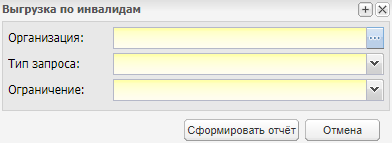 Выгрузка по инвалидам
Организация:
Тип запроса:
Ограничение:
Сформировать отчёт Отмена